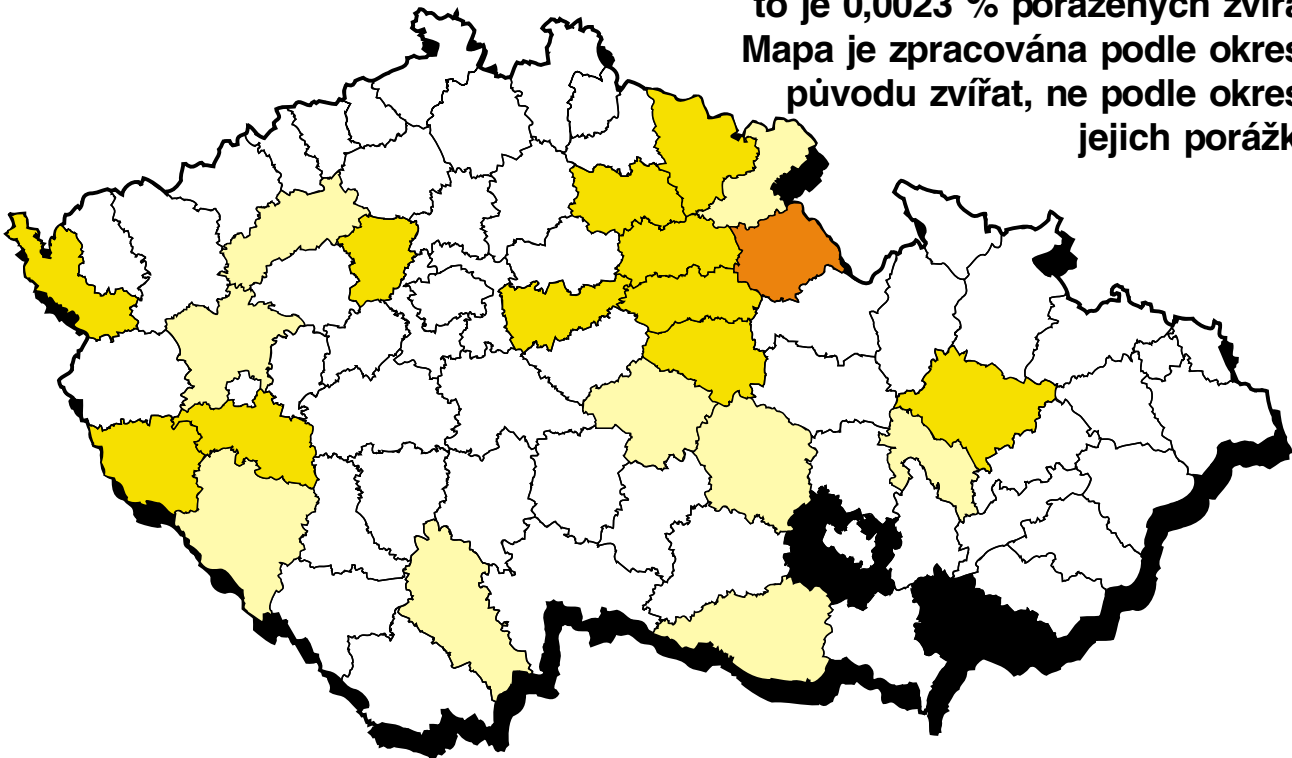 to je 0,0023 % poražených zvířa
Mapa je zpracována podle okres
původu zvířat, ne podle okres
jejich porážk